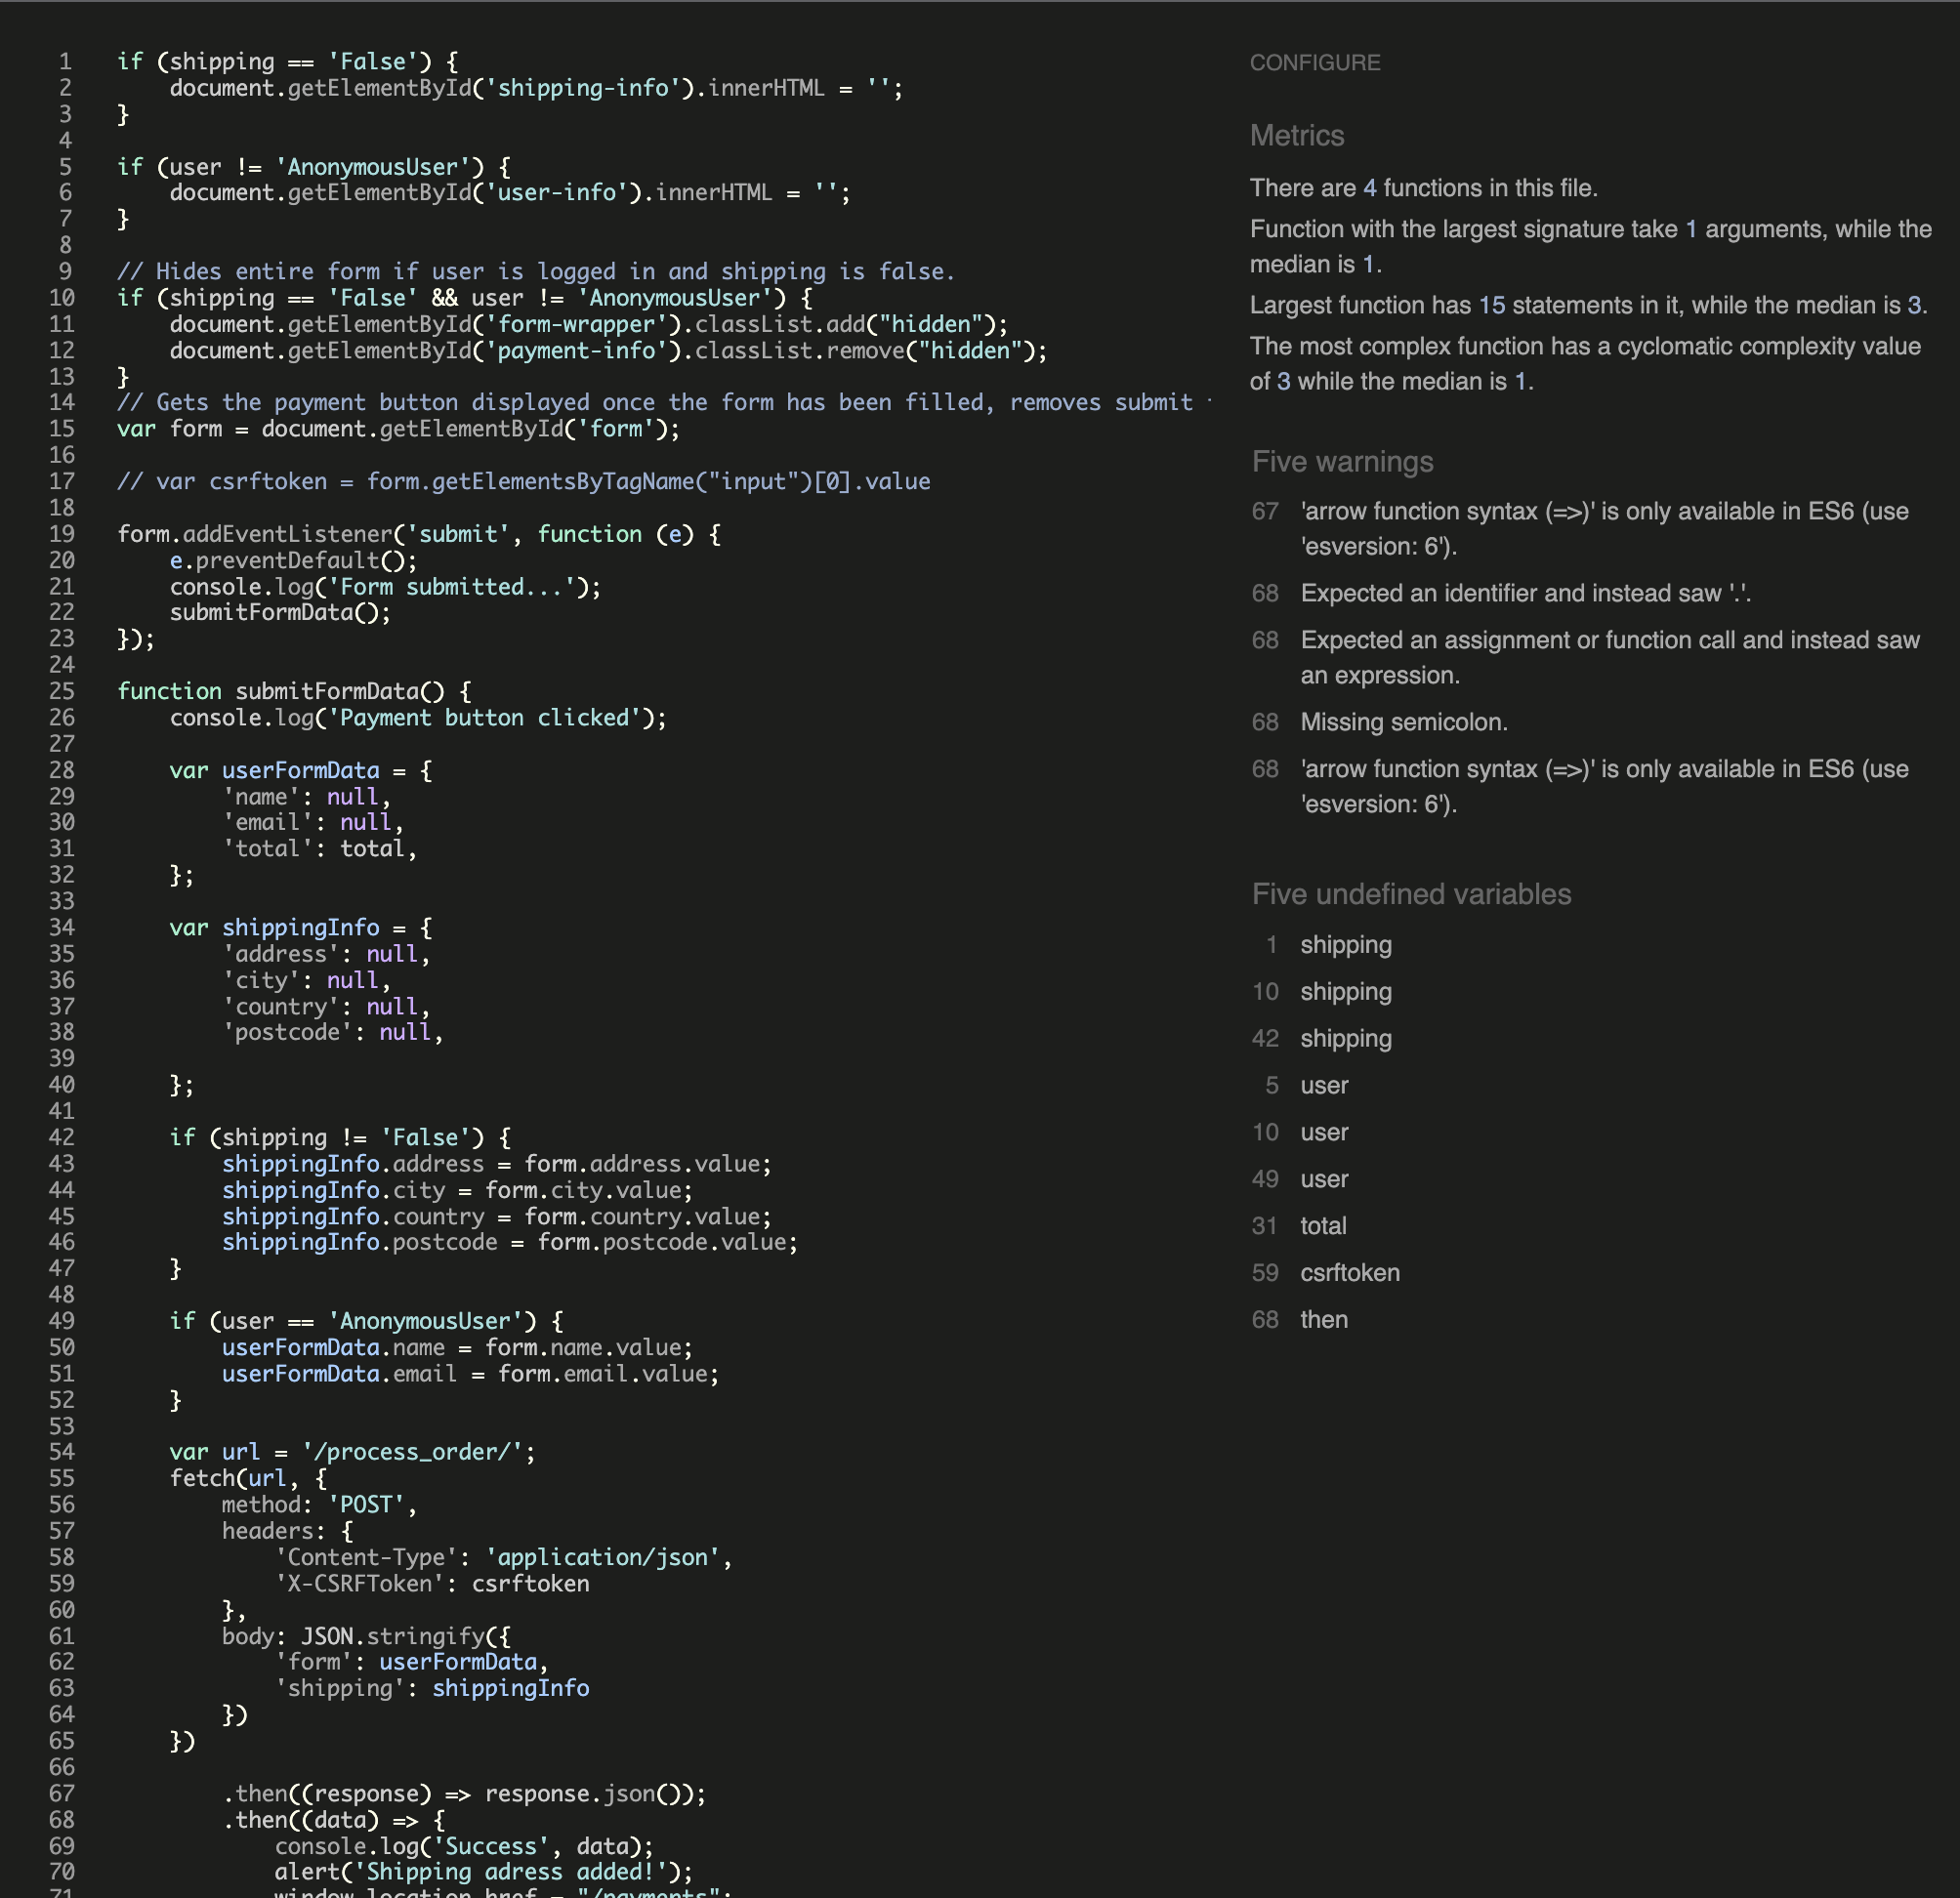 1 if (shipping == 'False') {
2 document.getElementById('shipping-info').innerHTML = '';
3 }
4
5 if (user != 'AnonymousUser') {
6 document.getElementById('user-info').innerHTML = '';
7 }
8
9 // Hides entire form if user is logged in and shipping is false.
10 if (shipping == 'False' && user != 'AnonymousUser') {
11 document.getElementById('form-wrapper').classList.add("hidden");
12 document.getElementById('payment-info').classList.remove("hidden");
13 }
14 // Gets the payment button displayed once the form has been filled, removes submit
15 var form = document.getElementById('form');
16
17 // var csrftoken = form.getElementsByTagName("input")[0].value
18
19 form.addEventListener('submit', function (e) {
20 e.preventDefault();
21 console.log('Form submitted...');
22 submitFormData();
23 });
24
25 function submitFormData() {
26 console.log('Payment button clicked');
27
28 var userFormData = {
29 'name': null,
30 'email': null,
31 'total': total,
32 };
33
34 var shippingInfo = {
35 'address': null,
36 'city': null,
37 'country': null,
38 'postcode': null,
39
40 };
41
42 if (shipping != 'False') {
43 shippingInfo.address = form.address.value;
44 shippingInfo.city = form.city.value;
45 shippingInfo.country = form.country.value;
46 shippingInfo.postcode = form.postcode.value;
47 }
48
49 if (user == 'AnonymousUser') {
50 userFormData.name = form.name.value;
51 userFormData.email = form.email.value;
52 }
53
54 var url = '/process_order/';
55 fetch(url, {
56 method: 'POST',
57 headers: {
58 'Content-Type': 'application/json',
59 'X-CSRFToken': csrftoken
60 },
61 body: JSON.stringify({
62 'form': userFormData,
63 'shipping': shippingInfo
64 })
65 })
66
67 .then((response) => response.json());
68 .then((data) => {
69 console.log('Success', data);
70 alert('Shipping adress added!');
71 window.location.href = "/payments";
CONFIGURE
Metrics
There are 4 functions in this file.
Function with the largest signature take 1 arguments, while the
median is 1.
Largest function has 15 statements in it, while the median is 3.
The most complex function has a cyclomatic complexity value
of 3 while the median is 1.
Five warnings
67 'arrow function syntax (=>)' is only available in ES6 (use
'esversion: 6').
68 Expected an identifier and instead saw '.'.
68 Expected an assignment or function call and instead saw
an expression.
68 Missing semicolon.
68 'arrow function syntax (=>)' is only available in ES6 (use
'esversion: 6').
Five undefined variables
1 shipping
10 shipping
42 shipping
5 user
10 user
49 user
31 total
59 csrftoken
68 then